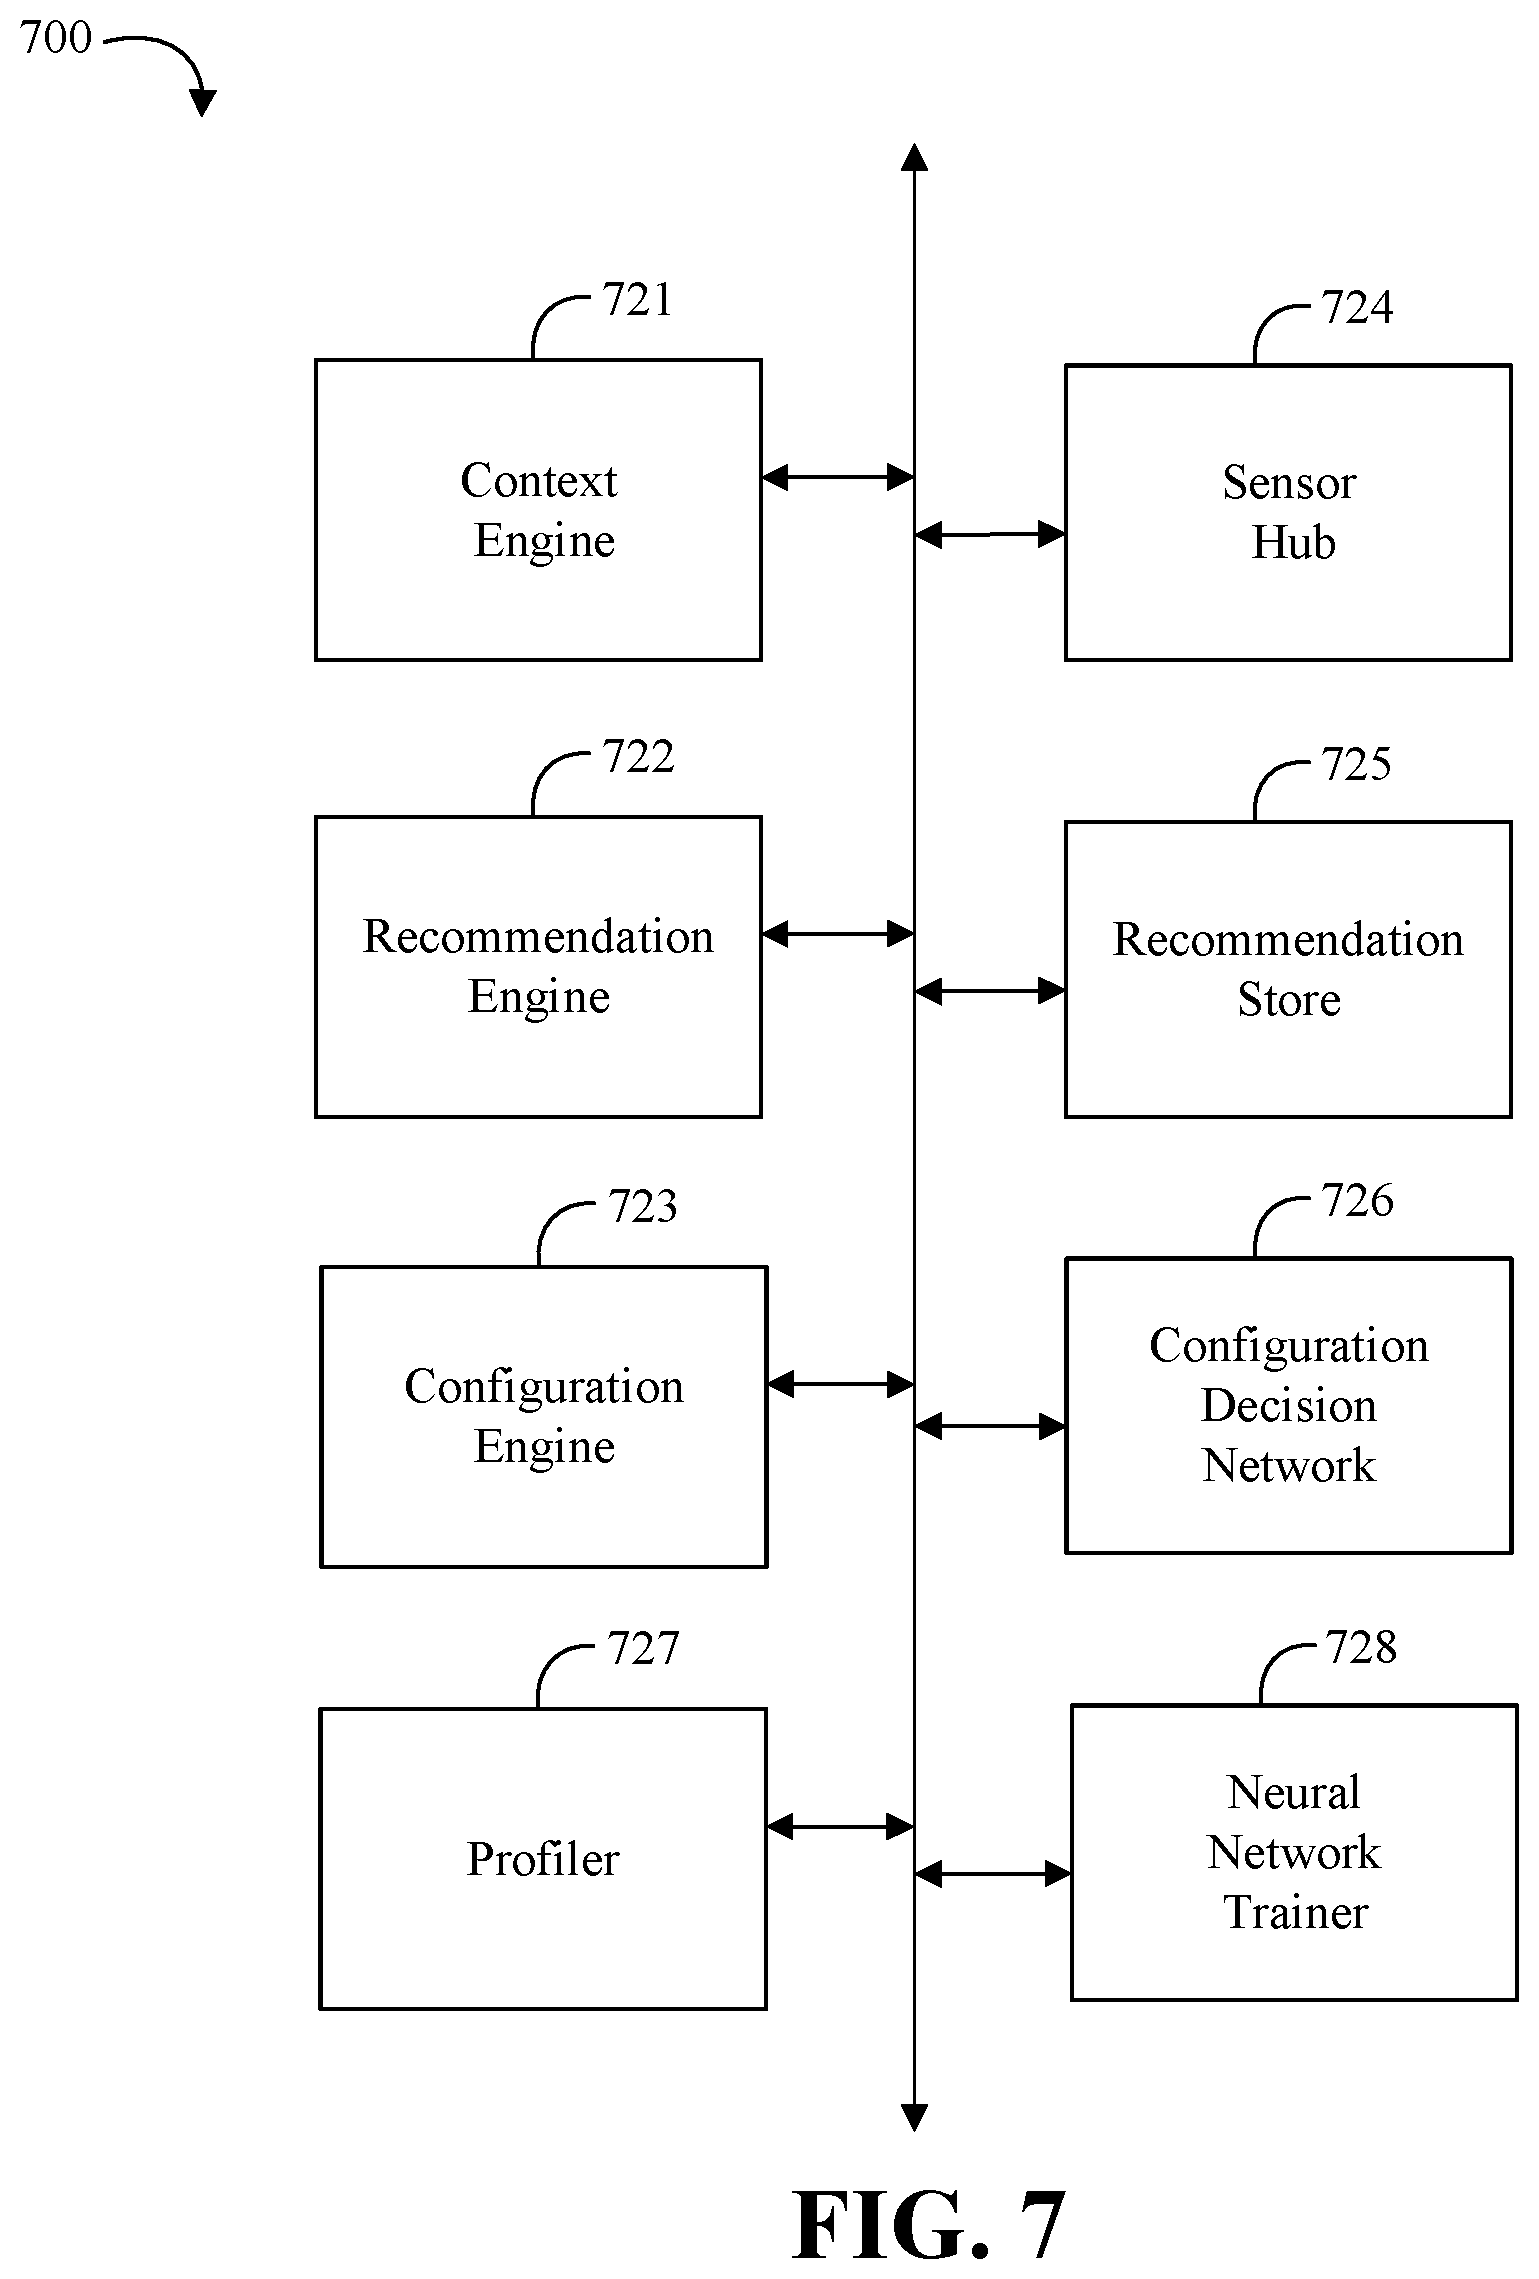 700
721
Context
Engine
724
Sensor
Hub
722
Recommendation
Engine
725
Recommendation
Store
723
Configuration
Engine
726
Configuration
Decision
Network
727
Profiler
728
Neural
Network
Trainer
FIG. 7